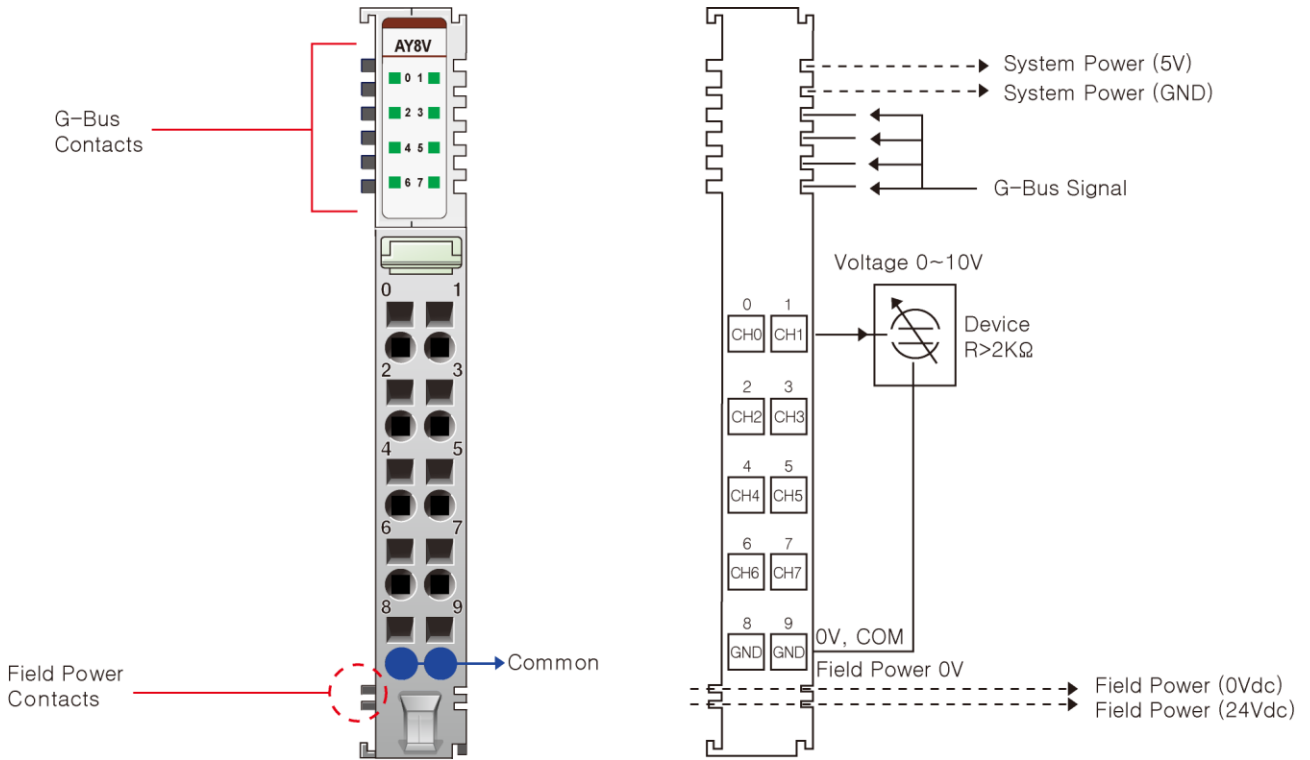 AY8V
0 1
2 3
4 5
6 7
G-Bus
Contacts
0 1
2 3
4 5
6 7
8 9
Common
Field Power
Contacts
System Power (5V)
System Power (GND)
G-Bus Signal
Voltage 0~10V
Device
R>2KΩ
0 1
CH0 CH1
2 3
CH2 CH3
4 5
CH4 CH5
6 7
CH6 CH7
8 9
GND GND
0V, COM
Field Power 0V
Field Power (0Vdc)
Field Power (24Vdc)